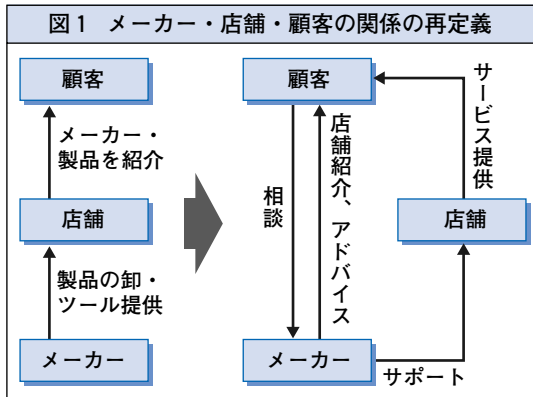 図1 メーカー・店舗・顧客の関係の再定義
顧客
メーカー・
製品を紹介
店舗
製品の卸・
ツール提供
メーカー
顧客
相談
店舗紹介、アドバイス
サービス提供
店舗
メーカー
サポート